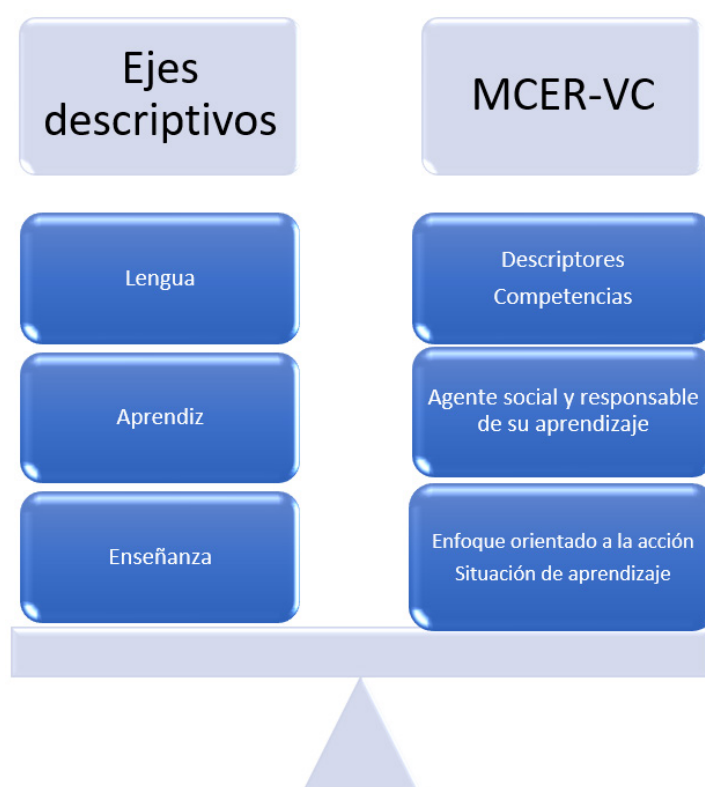 Ejes
descriptivos
MCER-VC
Lengua
Descriptores
Competencias
Aprendiz
Agente social y responsable
de su aprendizaje
Enseñanza
Enfoque orientado a la acción
Situación de aprendizaje